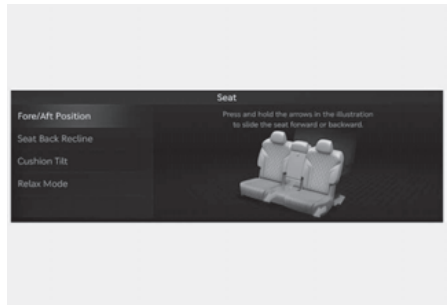 Seat
Fore/Aft Position
Press and hold the arrows in the illustration
to slide the seat forward or backward.
Seat Back Recline
Cushion Tilt
Relax Mode